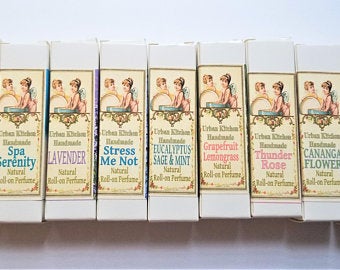 Urban Kitchen
Handmade
Spa
Serenity
Natural
Roll-on Perfume
Urban Kitchen
Handmade
LAVENDER
Natural
Roll-on Perfume
Urban Kitchen
Handmade
Stress
Me Not
Natural
Roll-on Perfume
Urban Kitchen
Handmade
EUCALYPTUS
SAGE & MINT
Natural
Roll-on Perfume
Urban Kitchen
Handmade
Grapefruit
Lemongrass
Natural
Roll-on Perfume
Urban Kitchen
Handmade
Thunder
Rose
Natural
Roll-on Perfume
Urban Kitchen
Handmade
CANANGA
FLOWER
Natural
Roll-on Perfume